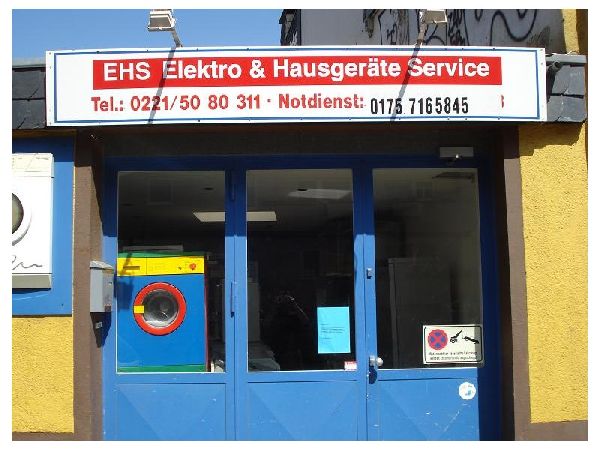 EHS Elektro & Hausgeräte Service
Tel.: 0221/50 80 311 · Notdienst: 0175 7165845